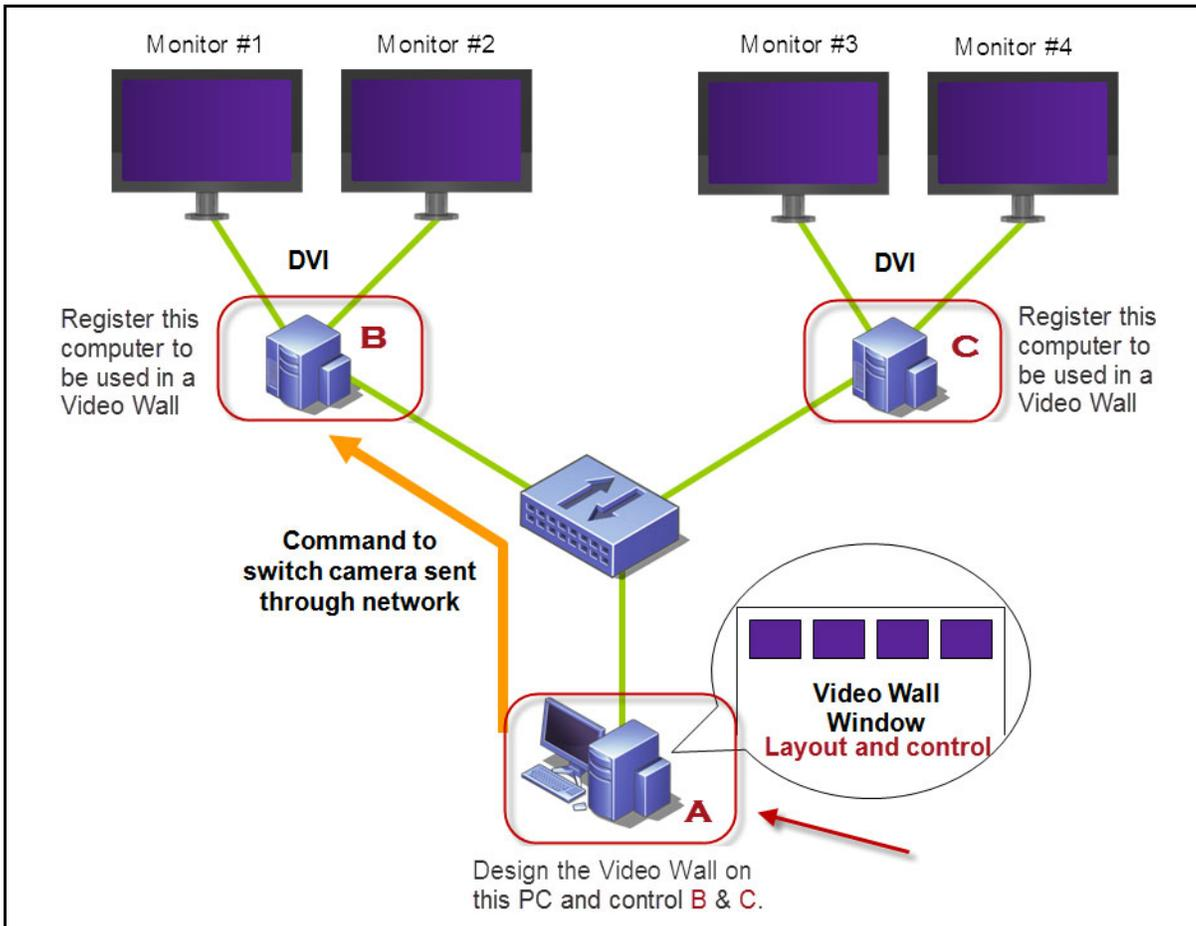 Monitor #1
Monitor #2
Monitor #3
Monitor #4
DVI
DVI
Register this
computer to
be used in a
Video Wall
B
C
Register this
computer to
be used in a
Video Wall
Command to
switch camera sent
through network
Video Wall
Window
Layout and control
A
Design the Video Wall on
this PC and control B & C.